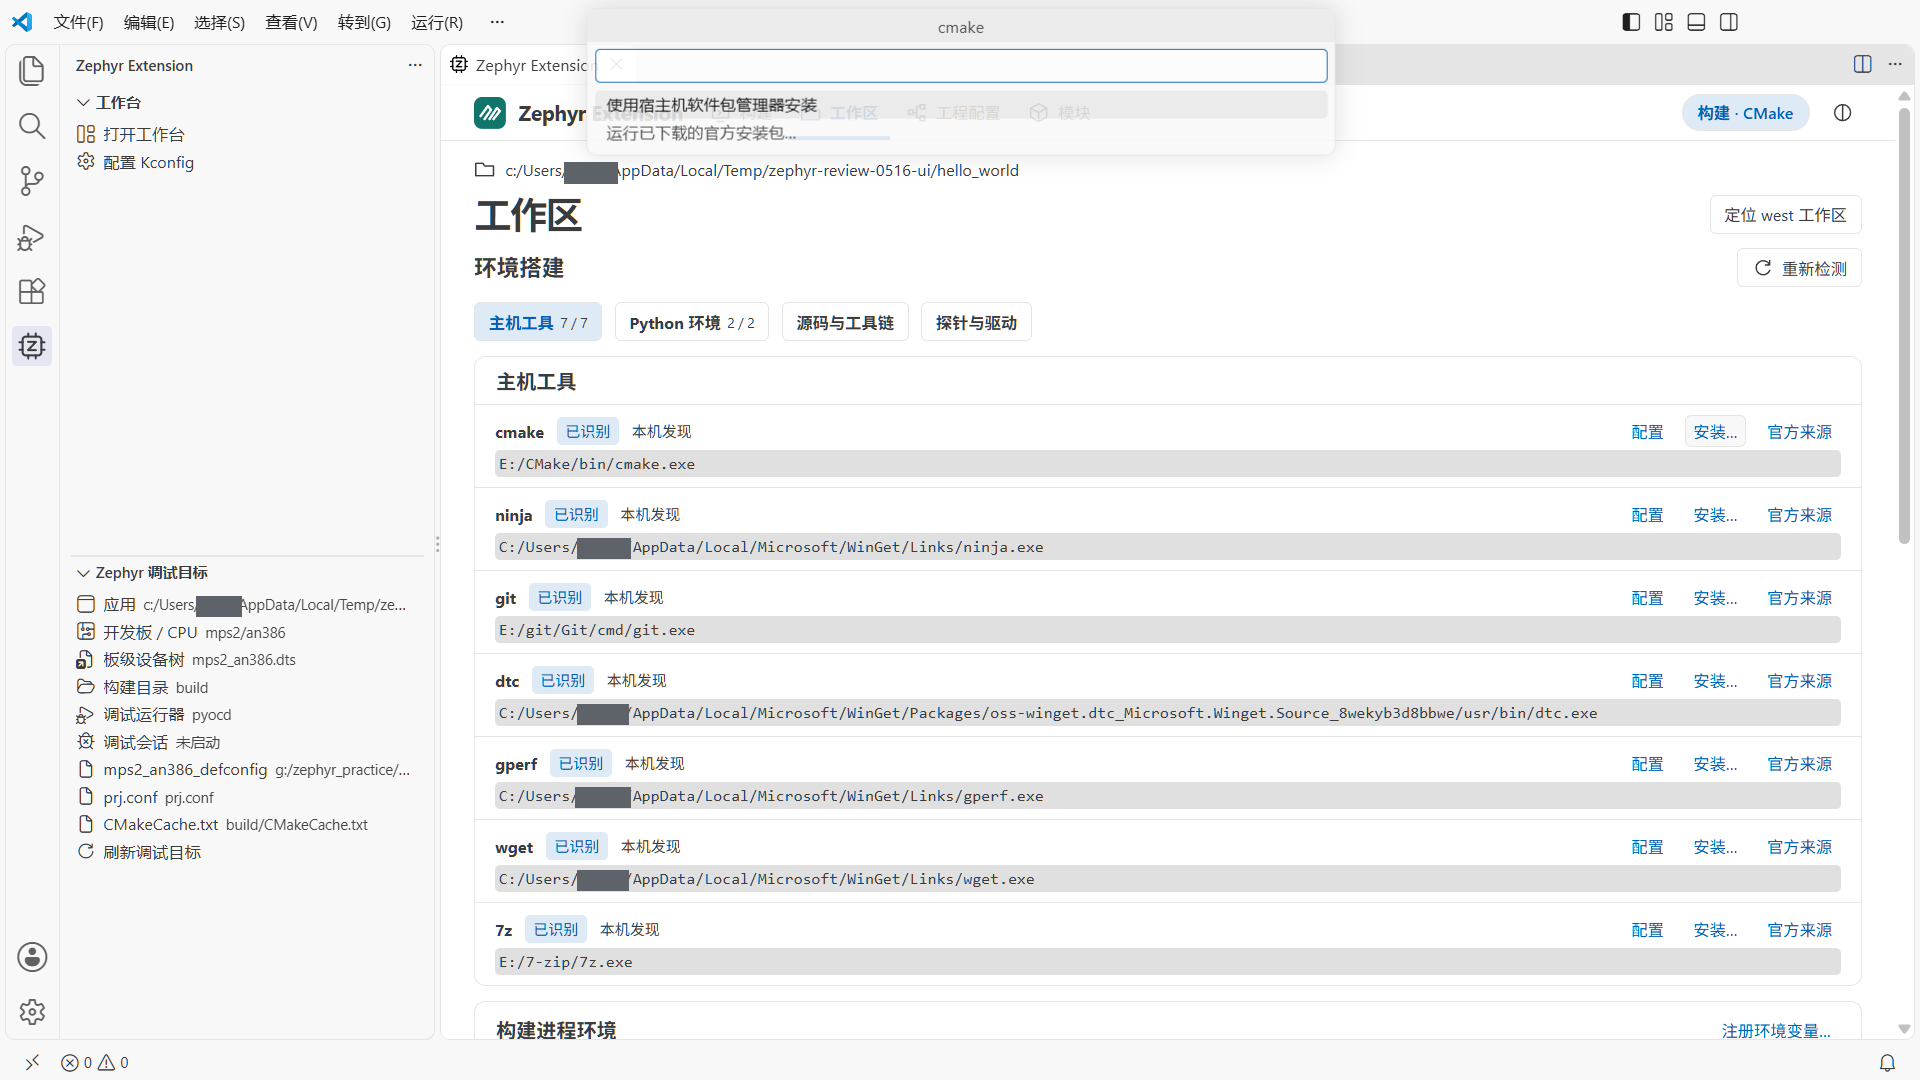 文件(F) 编辑(E) 选择(S) 查看(V) 转到(G) 运行(R) ···
cmake
Zephyr Extension
Zephyr Extension
使用宿主机软件包管理器安装
运行已下载的官方安装包...
Zephyr Extension 构建 工作区 工程配置 模块
构建 · CMake
工作台
打开工作台
配置 Kconfig
c:/Users/ AppData/Local/Temp/zephyr-review-0516-ui/hello_world
工作区
定位 west 工作区
环境搭建
重新检测
主机工具 7 / 7 Python 环境 2 / 2 源码与工具链 探针与驱动
主机工具
cmake 已识别 本机发现 配置 安装... 官方来源
E:/CMake/bin/cmake.exe
ninja 已识别 本机发现 配置 安装... 官方来源
C:/Users/ AppData/Local/Microsoft/WinGet/Links/ninja.exe
git 已识别 本机发现 配置 安装... 官方来源
E:/git/Git/cmd/git.exe
dtc 已识别 本机发现 配置 安装... 官方来源
C:/Users/ /AppData/Local/Microsoft/WinGet/Packages/oss-winget.dtc_Microsoft.Winget.Source_8wekyb3d8bbwe/usr/bin/dtc.exe
gperf 已识别 本机发现 配置 安装... 官方来源
C:/Users/ AppData/Local/Microsoft/WinGet/Links/gperf.exe
wget 已识别 本机发现 配置 安装... 官方来源
C:/Users/ /AppData/Local/Microsoft/WinGet/Links/wget.exe
7z 已识别 本机发现 配置 安装... 官方来源
E:/7-zip/7z.exe
构建进程环境 注册环境变量...
Zephyr 调试目标
应用 c:/Users/ AppData/Local/Temp/ze...
开发板 / CPU mps2/an386
板级设备树 mps2_an386.dts
构建目录 build
调试运行器 pyocd
调试会话 未启动
mps2_an386_defconfig g:/zephyr_practice/...
prj.conf prj.conf
CMakeCache.txt build/CMakeCache.txt
刷新调试目标
0 0